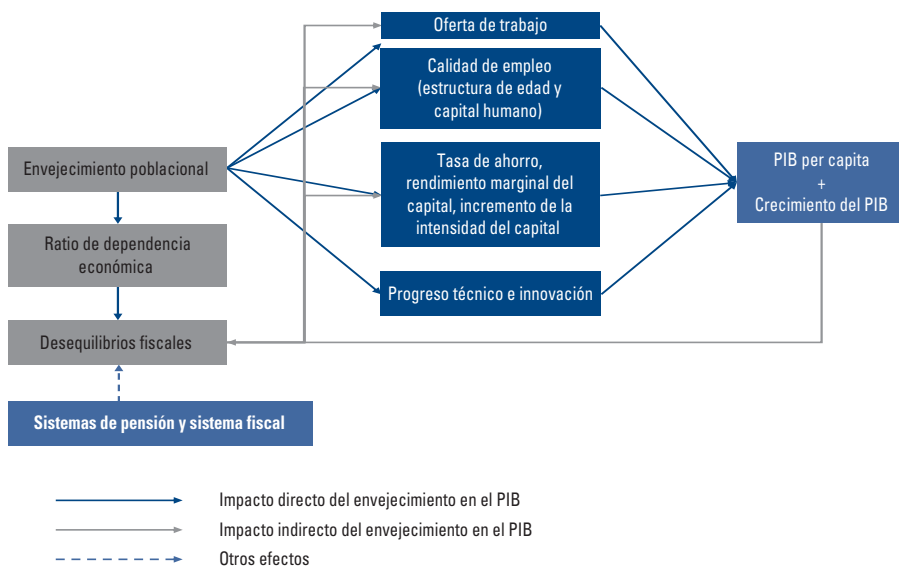 Oferta de trabajo
Calidad de empleo
(estructura de edad y
capital humano)
Envejecimiento poblacional
Tasa de ahorro,
rendimiento marginal del
capital, incremento de la
intensidad del capital
PIB per capita
+
Crecimiento del PIB
Ratio de dependencia
económica
Progreso técnico e innovación
Desequilibrios fiscales
Sistemas de pensión y sistema fiscal
Impacto directo del envejecimiento en el PIB
Impacto indirecto del envejecimiento en el PIB
Otros efectos